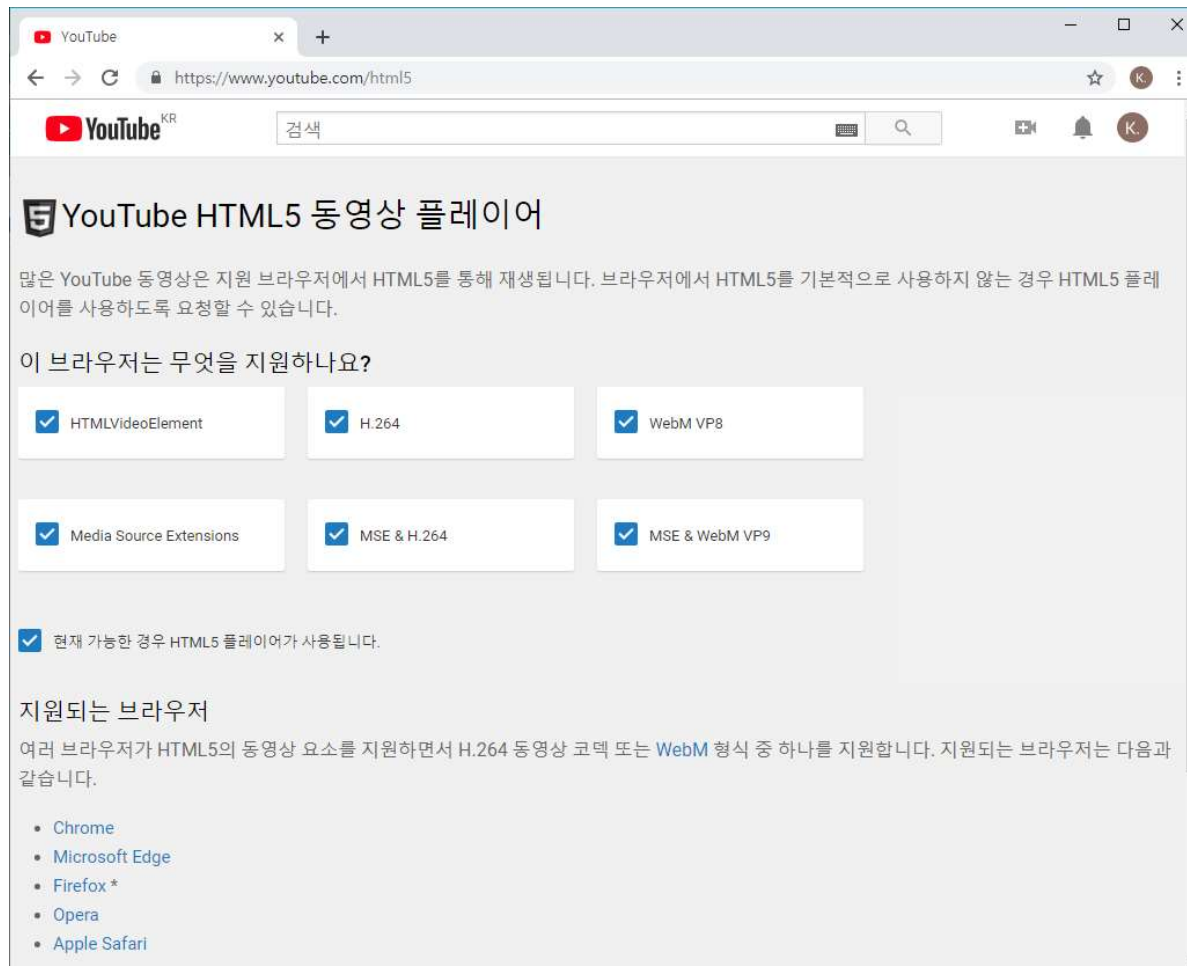 YouTube
https://www.youtube.com/html5
K.
YouTube KR
검색
K.
5
YouTube HTML5 동영상 플레이어
많은 YouTube 동영상은 지원 브라우저에서 HTML5를 통해 재생됩니다. 브라우저에서 HTML5를 기본적으로 사용하지 않는 경우 HTML5 플레
이어를 사용하도록 요청할 수 있습니다.
이 브라우저는 무엇을 지원하나요?
HTMLVideoElement
H.264
WebM VP8
Media Source Extensions
MSE & H.264
MSE & WebM VP9
현재 가능한 경우 HTML5 플레이어가 사용됩니다.
지원되는 브라우저
여러 브라우저가 HTML5의 동영상 요소를 지원하면서 H.264 동영상 코덱 또는 WebM 형식 중 하나를 지원합니다. 지원되는 브라우저는 다음과
같습니다.
• Chrome
• Microsoft Edge
• Firefox *
• Opera
• Apple Safari